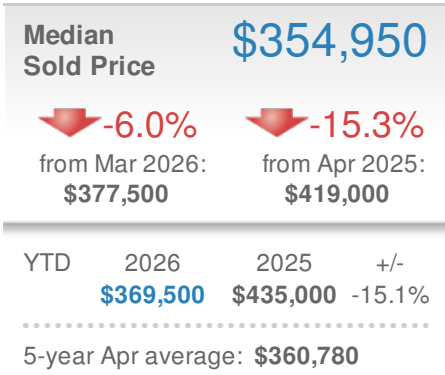 Median
Sold Price
$354,950
-6.0%
from Mar 2026:
$377,500
-15.3%
from Apr 2025:
$419,000
YTD 2026 2025 +/-
$369,500 $435,000 -15.1%
5-year Apr average: $360,780